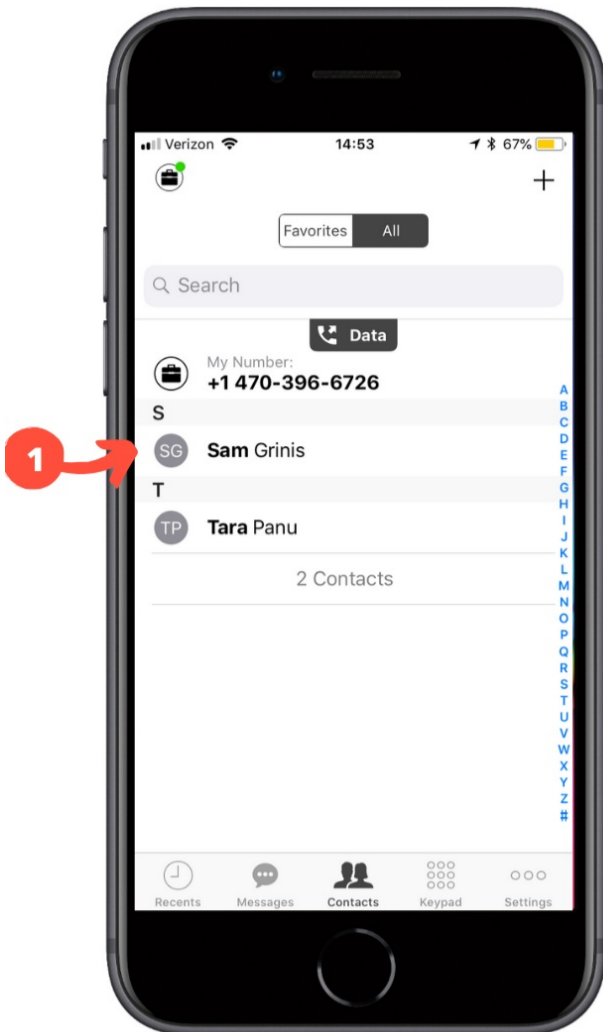 Verizon 14:53 67%
+
Favorites All
Search
Data
My Number:
+1 470-396-6726
S
1
SG Sam Grinis
T
TP Tara Panu
2 Contacts
A
B
C
D
E
F
G
H
I
J
K
L
M
N
O
P
Q
R
S
T
U
V
W
X
Y
Z
#
Recents Messages Contacts Keypad Settings